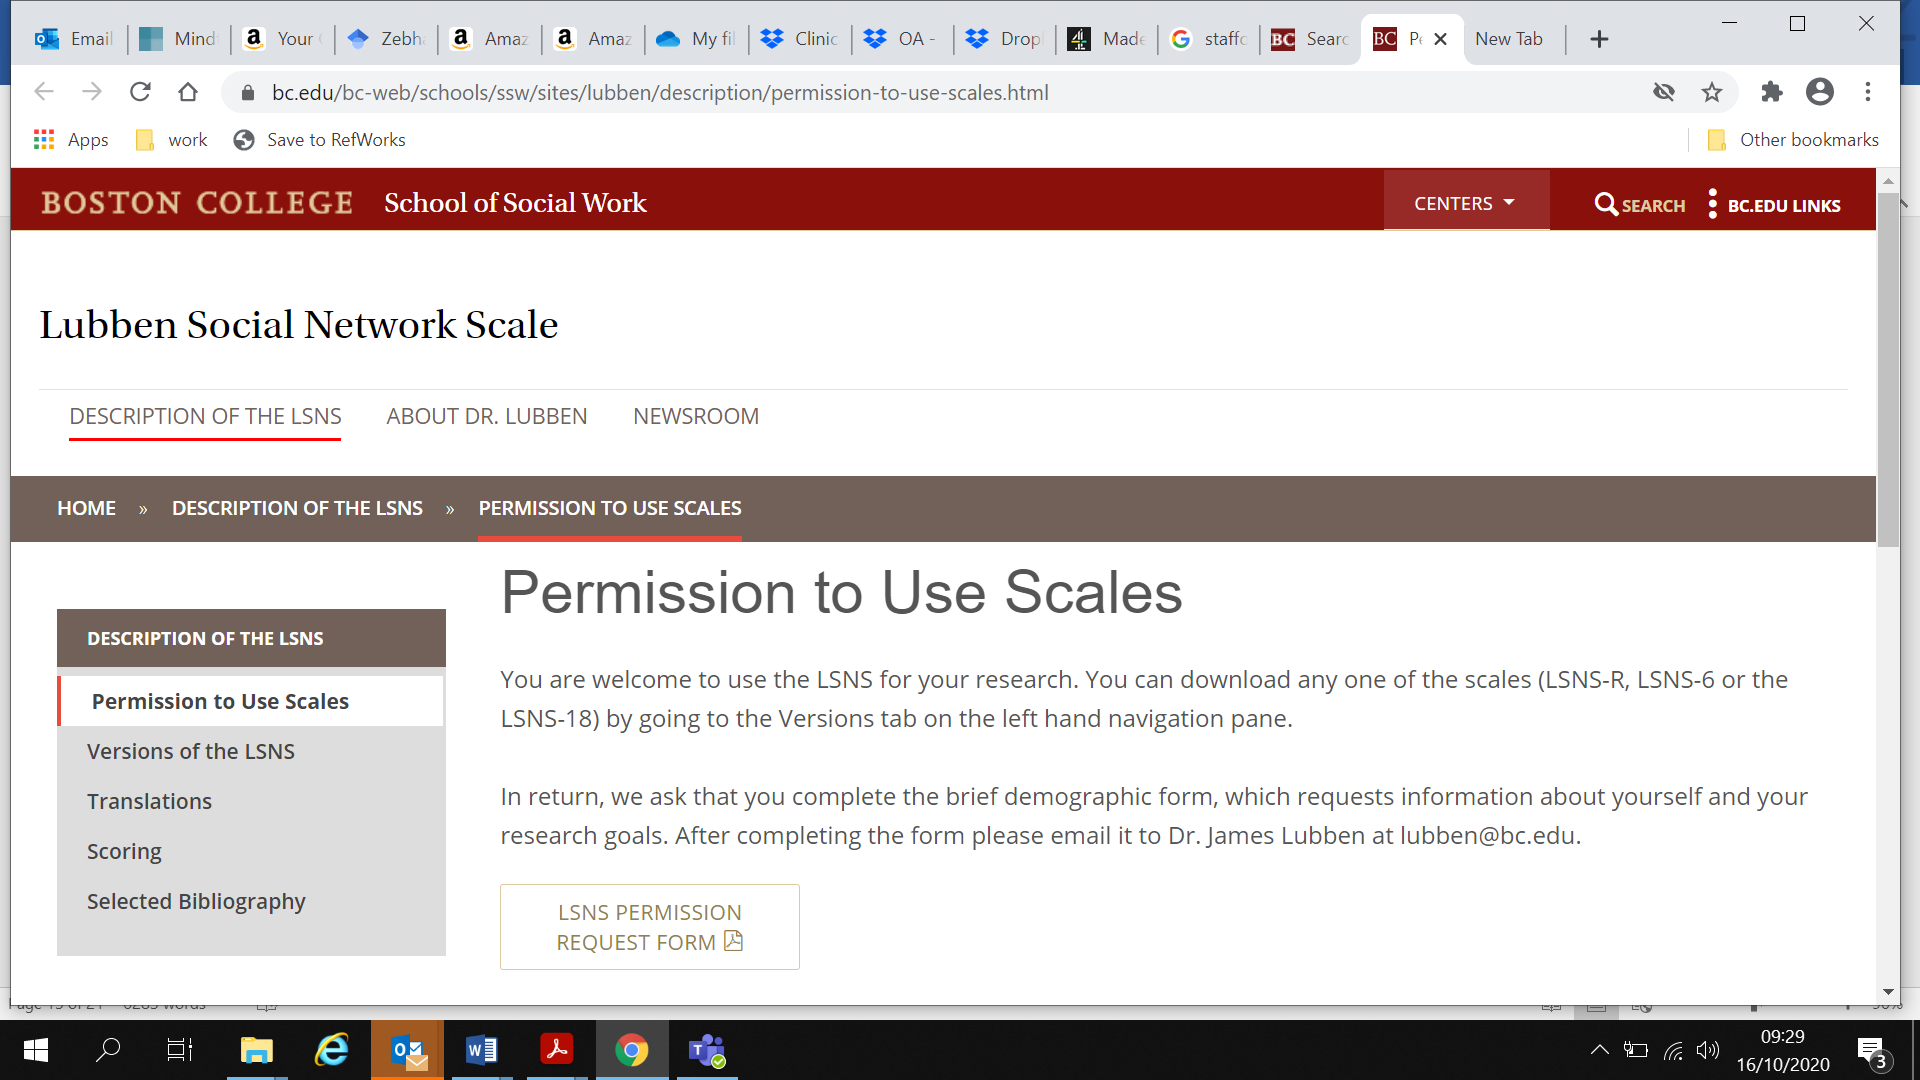 Email
Mind
Your
Zebh
Amaz
Amaz
My fil
Clinic
OA -
Drop
Made
staffo
Searc
Pe
New Tab
bc.edu/bc-web/schools/ssw/sites/lubben/description/permission-to-use-scales.html
Apps
work
Save to RefWorks
Other bookmarks
BOSTON COLLEGE
School of Social Work
CENTERS
SEARCH
BC.EDU LINKS
Lubben Social Network Scale
DESCRIPTION OF THE LSNS
ABOUT DR. LUBBEN
NEWSROOM
HOME » DESCRIPTION OF THE LSNS » PERMISSION TO USE SCALES
Permission to Use Scales
DESCRIPTION OF THE LSNS
Permission to Use Scales
Versions of the LSNS
Translations
Scoring
Selected Bibliography
You are welcome to use the LSNS for your research. You can download any one of the scales (LSNS-R, LSNS-6 or the
LSNS-18) by going to the Versions tab on the left hand navigation pane.
In return, we ask that you complete the brief demographic form, which requests information about yourself and your
research goals. After completing the form please email it to Dr. James Lubben at lubben@bc.edu.
LSNS PERMISSION
REQUEST FORM
09:29
16/10/2020
3